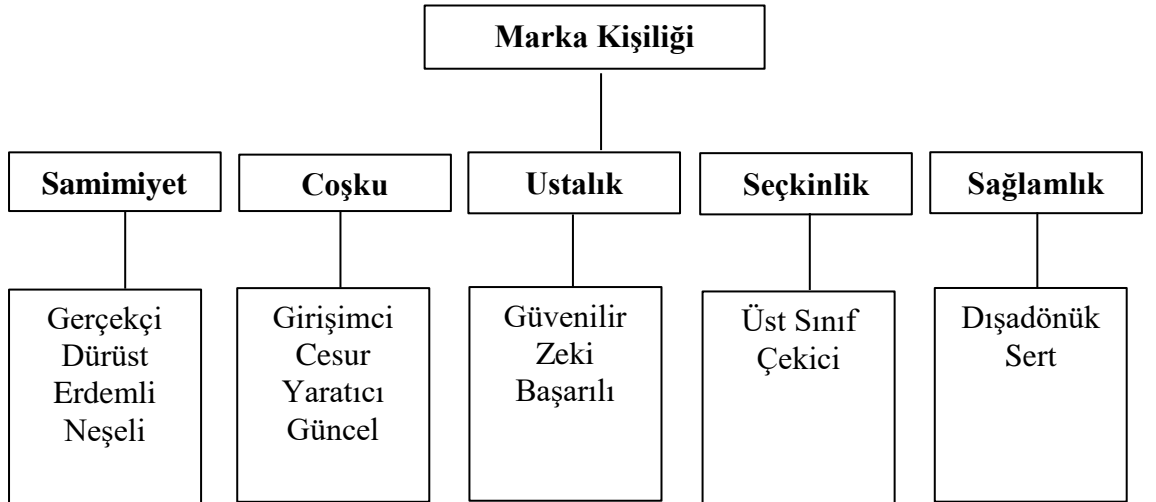 Marka Kişiliği
Samimiyet
Coşku
Ustalık
Seçkinlik
Sağlamlık
Gerçekçi
Dürüst
Erdemli
Neşeli
Girişimci
Cesur
Yaratıcı
Güncel
Güvenilir
Zeki
Başarılı
Üst Sınıf
Çekici
Dışadönük
Sert